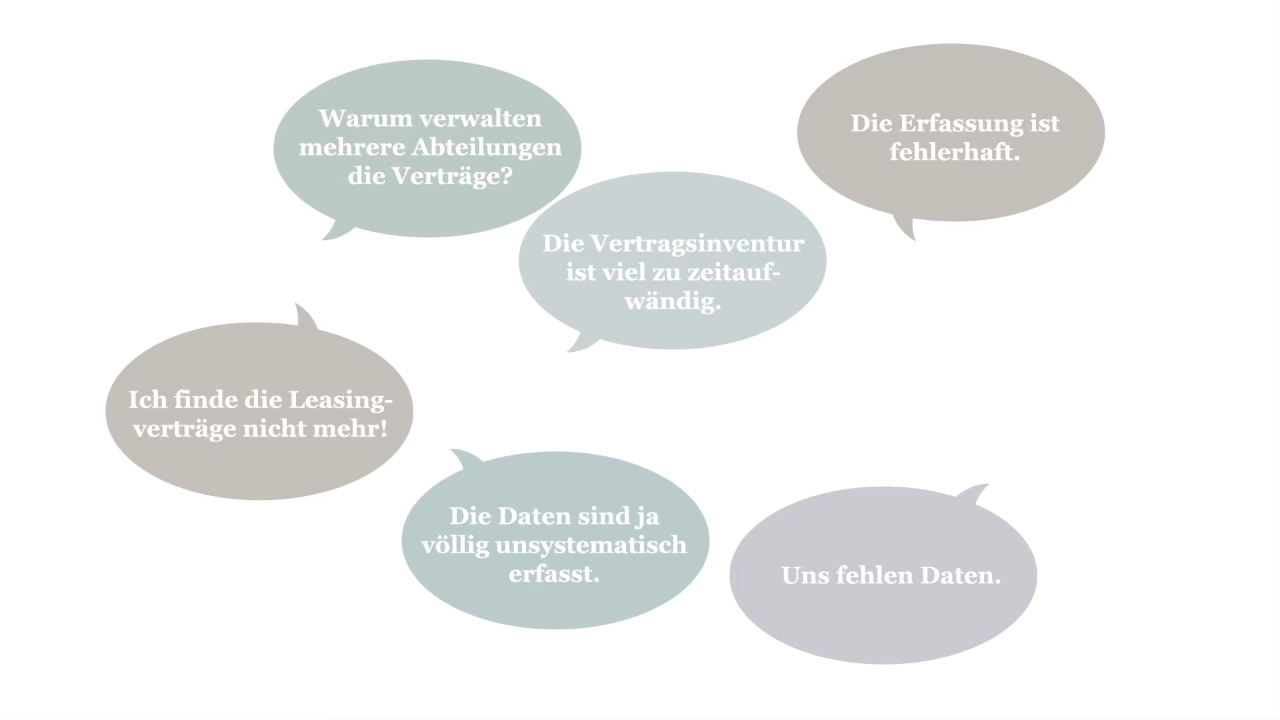 Warum verwalten
mehrere Abteilungen
die Verträge?
Die Erfassung ist
fehlerhaft.
Die Vertragsinventur
ist viel zu zeitauf-
wändig.
Ich finde die Leasing-
verträge nicht mehr!
Die Daten sind ja
völlig unsystematisch
erfasst.
Uns fehlen Daten.